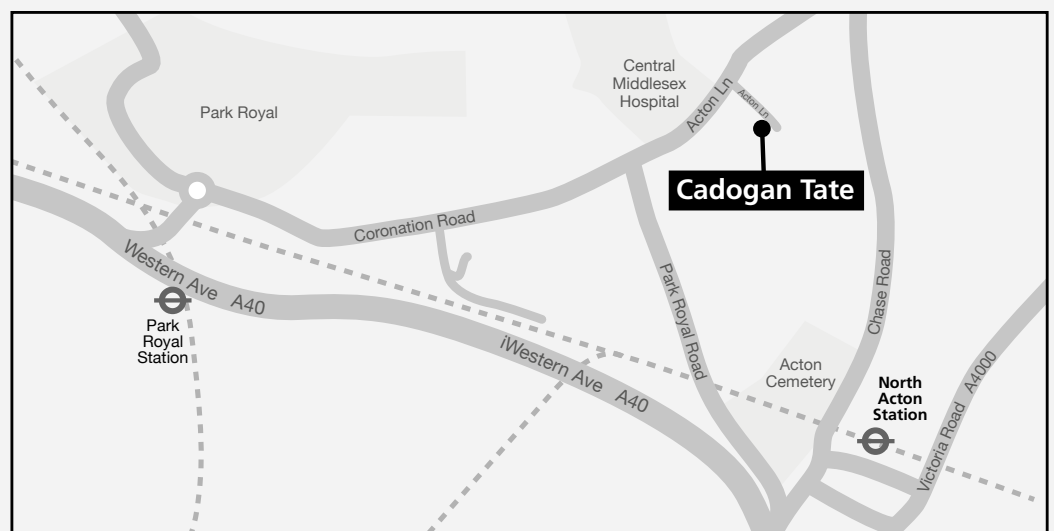 Park Royal
Central
Middlesex
Hospital
Acton Ln
Acton Ln
Cadogan Tate
Coronation Road
Western Ave A40
Park
Royal
Station
iWestern Ave A40
Park Royal Road
Chase Road
Acton
Cemetery
North
Acton
Station
Victoria Road A4000